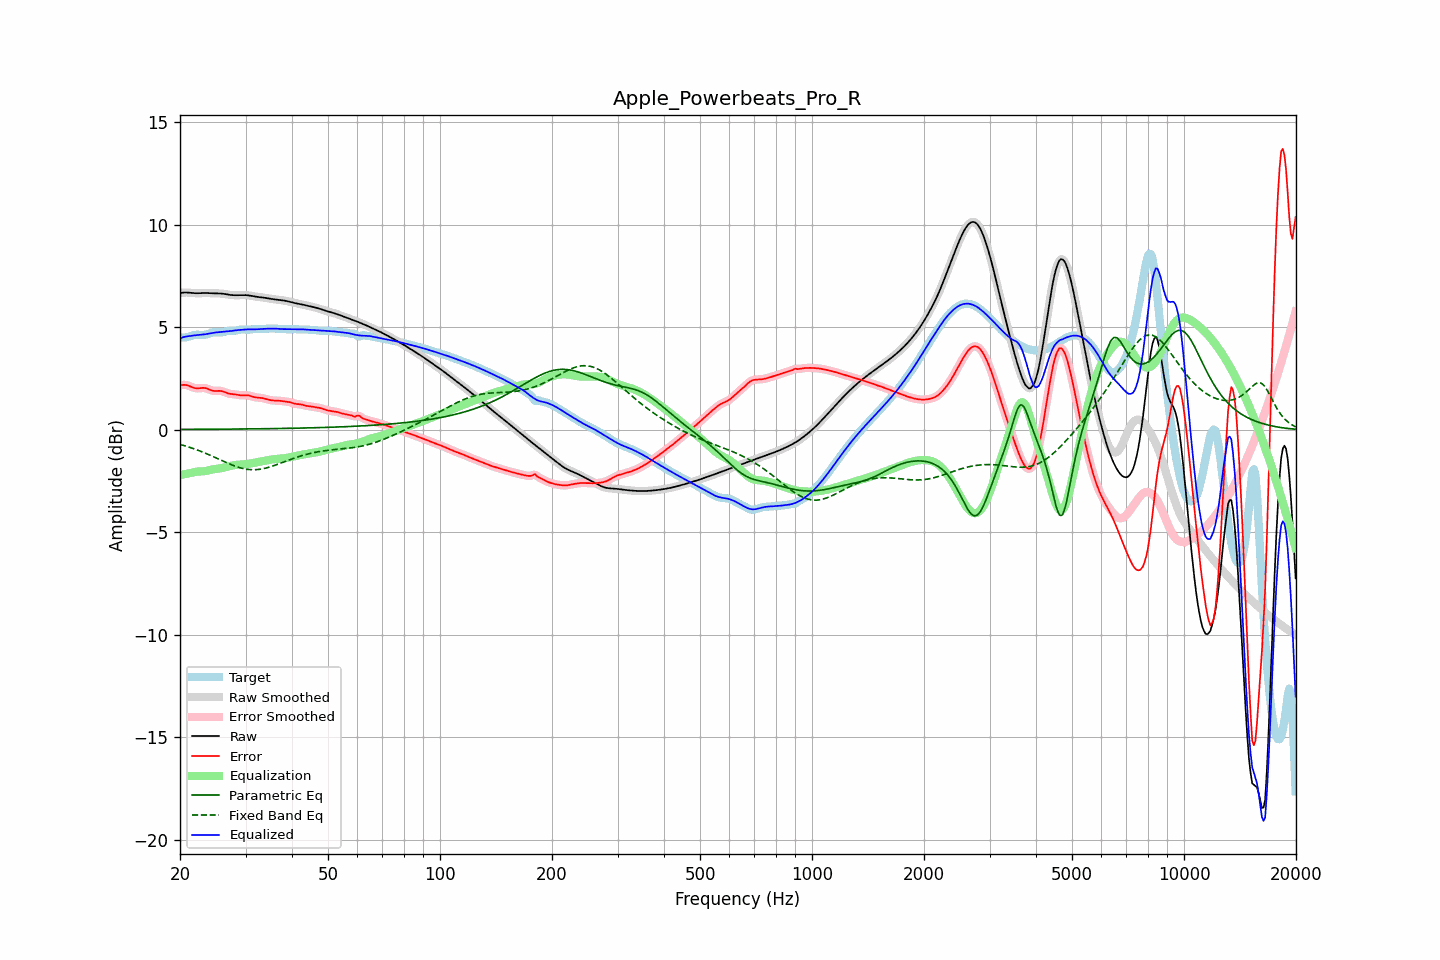 Apple_Powerbeats_Pro_R
15
10
5
0
−5
−10
−15
−20
Amplitude (dBr)
Target
Raw Smoothed
Error Smoothed
Raw
Error
Equalization
Parametric Eq
Fixed Band Eq
Equalized
20 50 100 200 500 1000 2000 5000 10000 20000
Frequency (Hz)